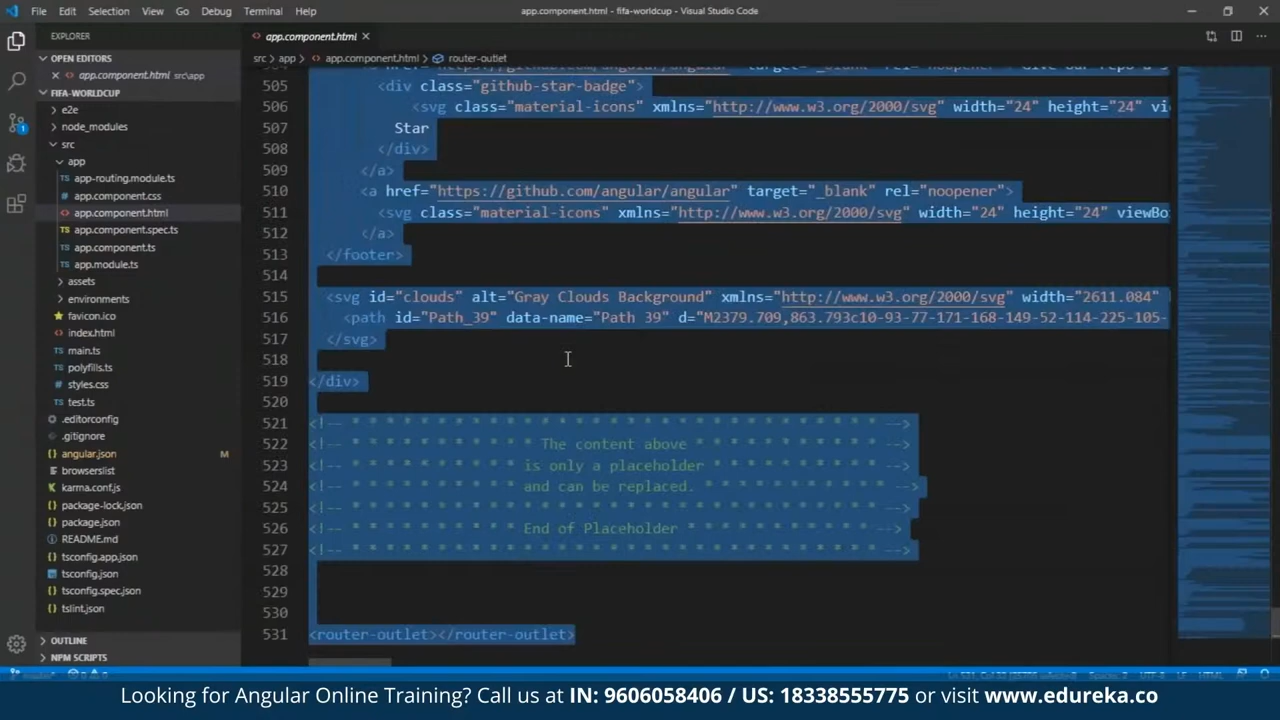 File Edit Selection View Go Debug Terminal Help
app.component.html - fifa-worldcup - Visual Studio Code
EXPLORER
OPEN EDITORS
app.component.html src\app
FIFA-WORLDCUP
e2e
node_modules
src
app
app-routing.module.ts
app.component.css
app.component.html
app.component.spec.ts
app.component.ts
app.module.ts
assets
environments
favicon.ico
index.html
main.ts
polyfills.ts
styles.css
test.ts
.editorconfig
.gitignore
angular.json M
browserslist
karma.conf.js
package-lock.json
package.json
README.md
tsconfig.app.json
tsconfig.json
tsconfig.spec.json
tslint.json
OUTLINE
NPM SCRIPTS
app.component.html
src › app › app.component.html › router-outlet
505 <div class="github-star-badge">
506 <svg class="material-icons" xmlns="http://www.w3.org/2000/svg" width="24" height="24" vi
507 Star
508 </div>
509 </a>
510 <a href="https://github.com/angular/angular" target="_blank" rel="noopener">
511 <svg class="material-icons" xmlns="http://www.w3.org/2000/svg" width="24" height="24" viewBo
512 </a>
513 </footer>
514
515 <svg id="clouds" alt="Gray Clouds Background" xmlns="http://www.w3.org/2000/svg" width="2611.084"
516 <path id="Path_39" data-name="Path 39" d="M2379.709,863.793c10-93-77-171-168-149-52-114-225-105-
517 </svg>
518
519 </div>
520
521 <!-- * * * * * * * * * * * * * * * * * * * * * * * * * * * * * * * -->
522 <!-- * * * * * * * * * * * The content above * * * * * * * * * * * -->
523 <!-- * * * * * * * * * * is only a placeholder * * * * * * * * * * -->
524 <!-- * * * * * * * * * * and can be replaced. * * * * * * * * * * * -->
525 <!-- * * * * * * * * * * * * * * * * * * * * * * * * * * * * * * * -->
526 <!-- * * * * * * * * * * End of Placeholder * * * * * * * * * * * -->
527 <!-- * * * * * * * * * * * * * * * * * * * * * * * * * * * * * * * -->
528
529
530
531 <router-outlet></router-outlet>
Looking for Angular Online Training? Call us at IN: 9606058406 / US: 18338555775 or visit www.edureka.co